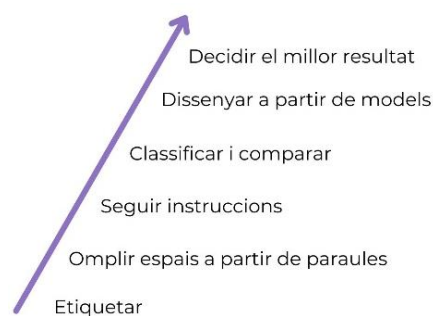 Decidir el millor resultat
Dissenyar a partir de models
Classificar i comparar
Seguir instruccions
Omplir espais a partir de paraules
Etiquetar